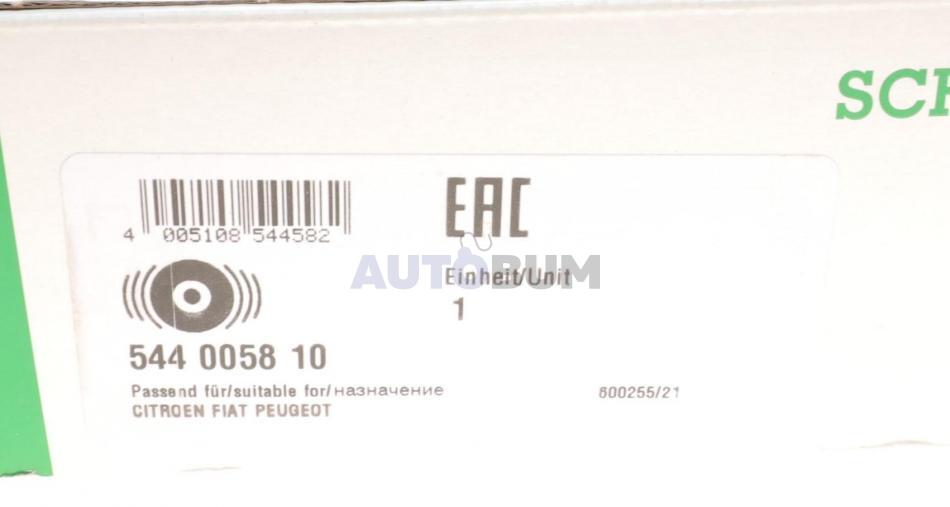 SCH
4 005108 544582
EAC
AUTOBUM
Einheit/Unit
1
544 0058 10
Passend für/suitable for/назначение
CITROEN FIAT PEUGEOT
600255/21